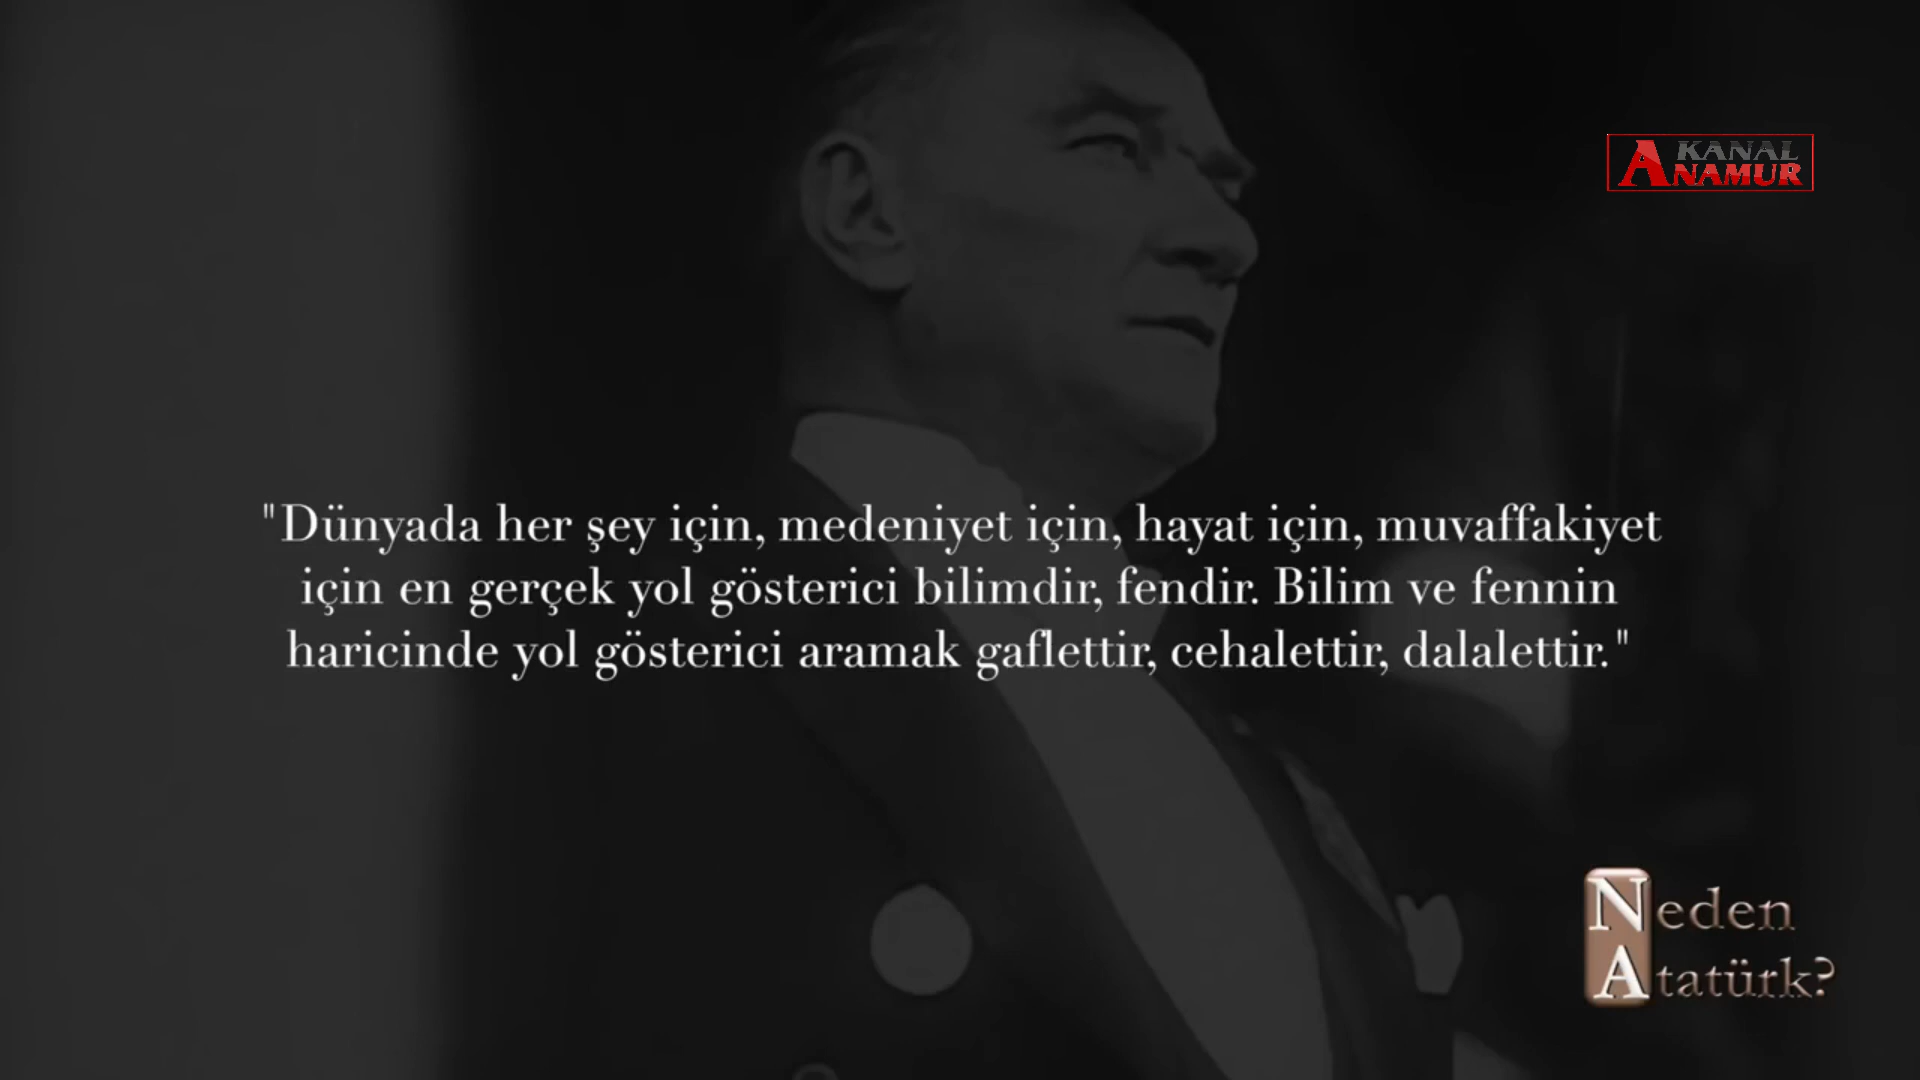 KANAL
ANAMUR
"Dünyada her şey için, medeniyet için, hayat için, muvaffakiyet
için en gerçek yol gösterici bilimdir, fendir. Bilim ve fennin
haricinde yol gösterici aramak gaflettir, cehalettir, dalalettir."
Neden
Atatürk?